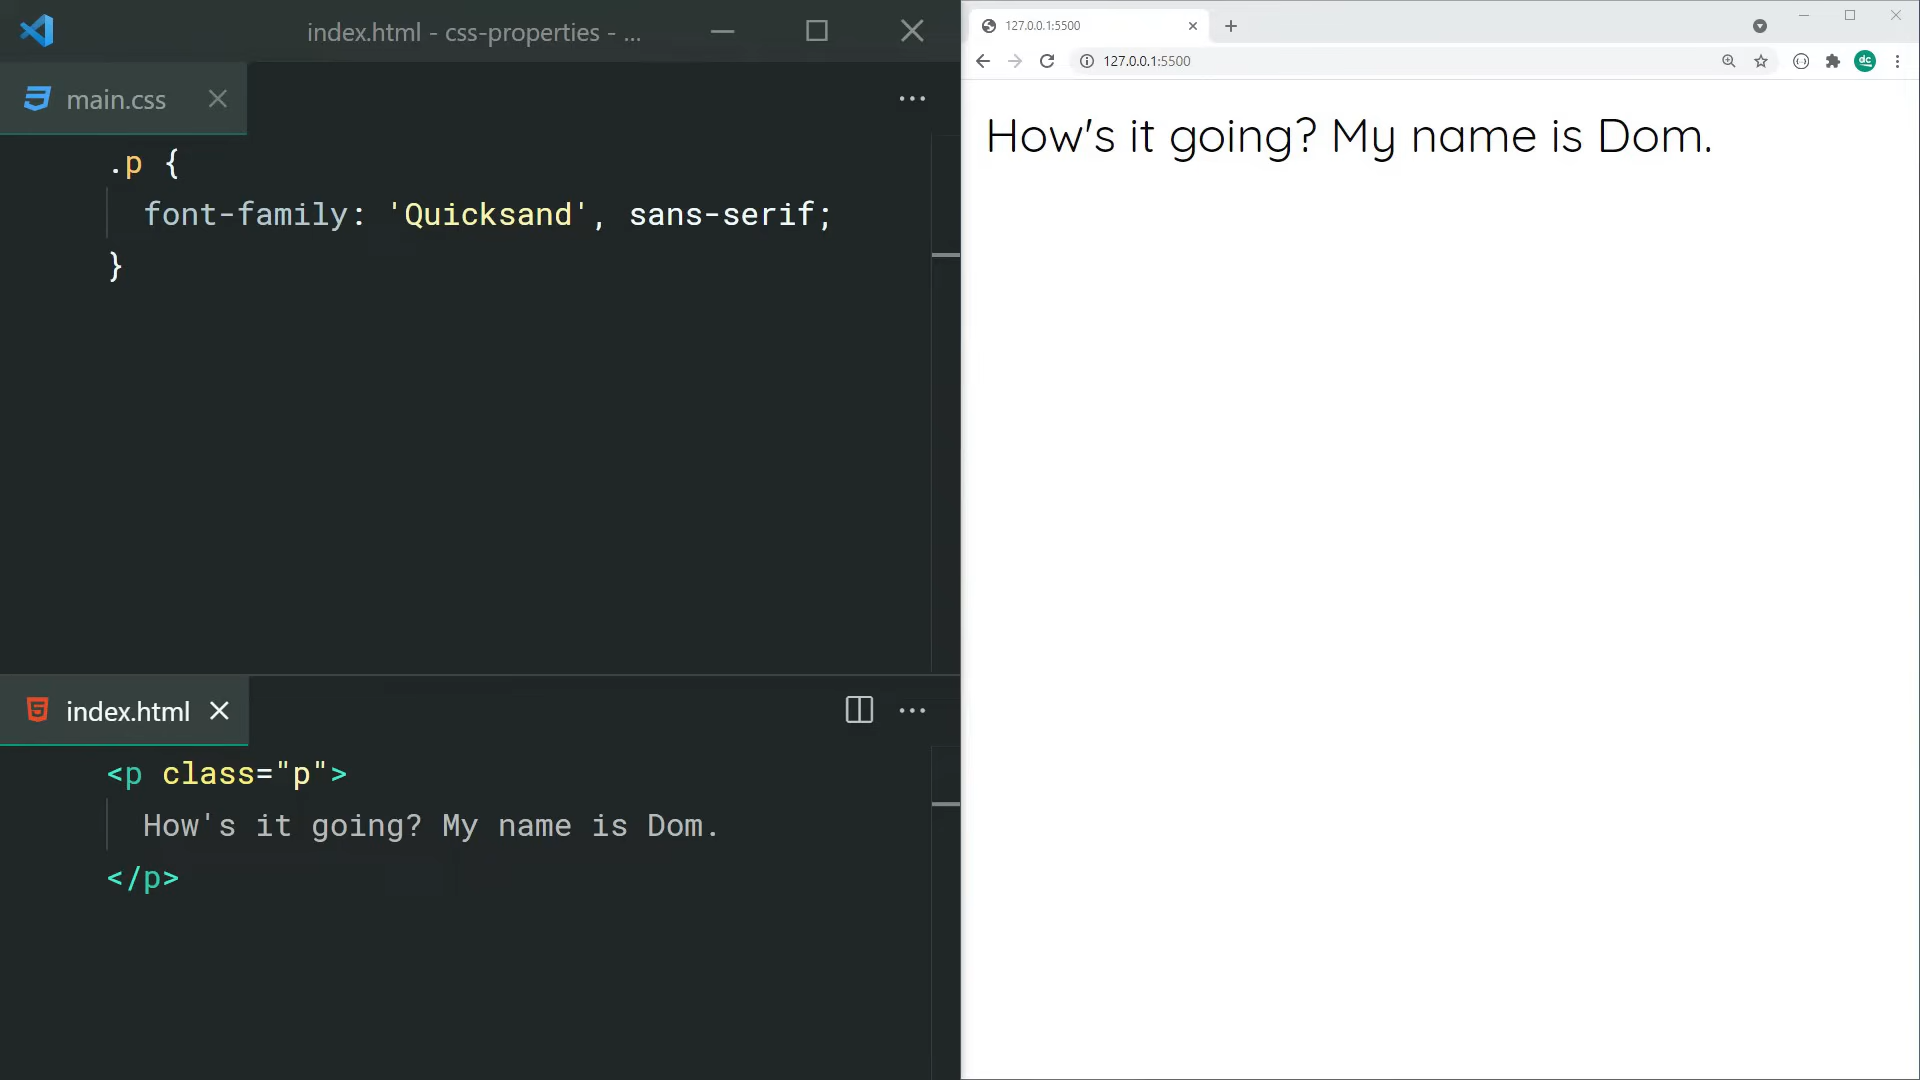 index.html - css-properties - ...
main.css
.p {
font-family: 'Quicksand', sans-serif;
}
index.html
<p class="p">
How's it going? My name is Dom.
</p>
127.0.0.1:5500
127.0.0.1:5500
dc
How's it going? My name is Dom.